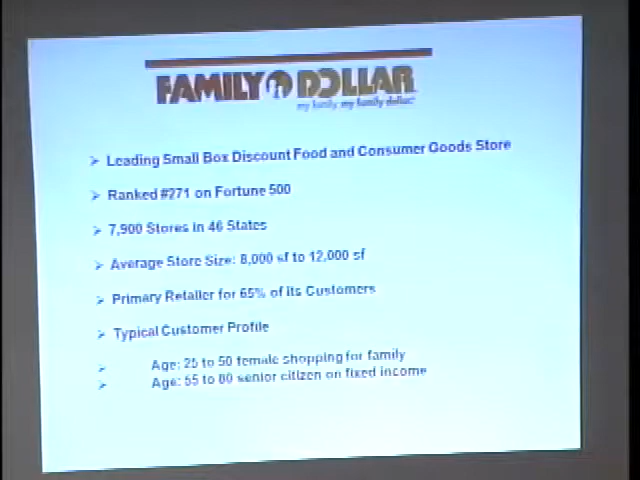 FAMILY DOLLAR
my family, my family dollar.
Leading Small Box Discount Food and Consumer Goods Store
Ranked #271 on Fortune 500
7,900 Stores in 46 States
Average Store Size: 8,000 sf to 12,000 sf
Primary Retailer for 65% of its Customers
Typical Customer Profile
Age: 25 to 50 female shopping for family
Age: 55 to 80 senior citizen on fixed income